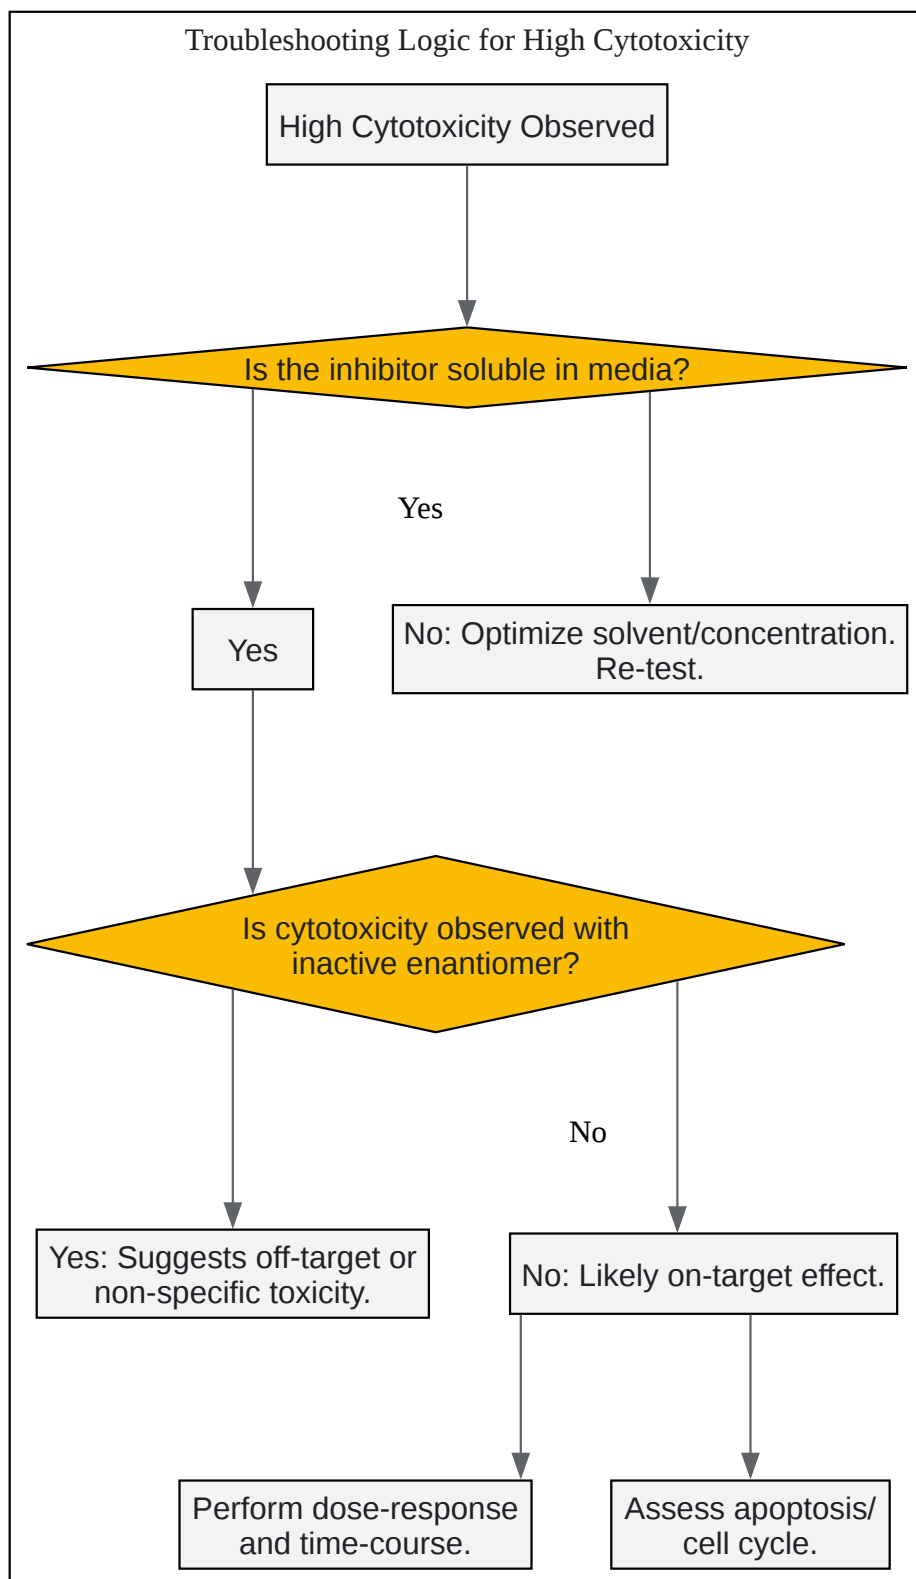 Troubleshooting Logic for High Cytotoxicity
High Cytotoxicity Observed
Is the inhibitor soluble in media?
Yes
Yes
No: Optimize solvent/concentration.
Re-test.
Is cytotoxicity observed with
inactive enantiomer?
No
Yes: Suggests off-target or
non-specific toxicity.
No: Likely on-target effect.
Perform dose-response
and time-course.
Assess apoptosis/
cell cycle.